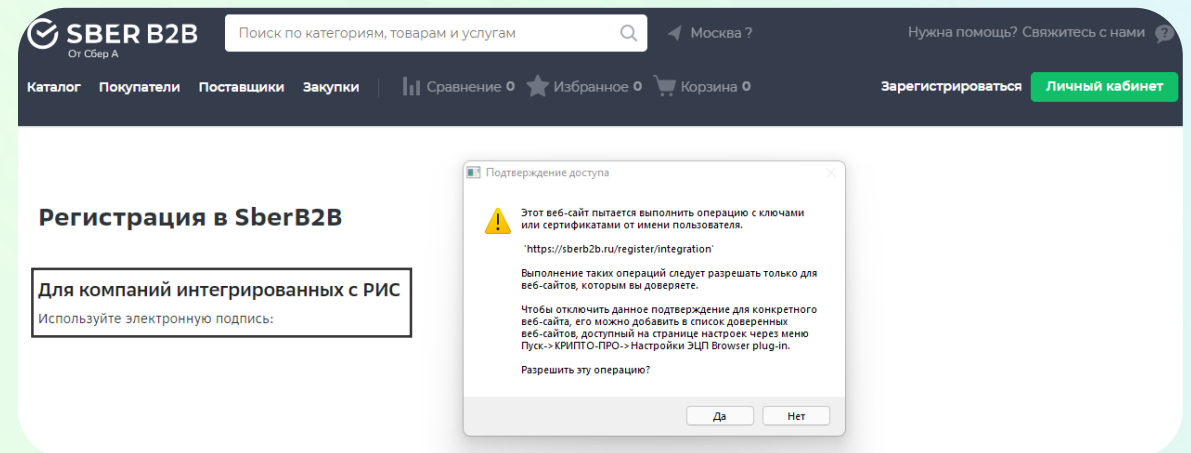 SBER B2B
От Сбер А
Поиск по категориям, товарам и услугам
Москва ?
Нужна помощь? Свяжитесь с нами ?
Каталог Покупатели Поставщики Закупки
Сравнение 0 Избранное 0 Корзина 0
Зарегистрироваться Личный кабинет
Регистрация в SberB2B
Для компаний интегрированных с РИС
Используйте электронную подпись:
Подтверждение доступа
Этот веб-сайт пытается выполнить операцию с ключами
или сертификатами от имени пользователя.
'https://sberb2b.ru/register/integration'
Выполнение таких операций следует разрешать только для
веб-сайтов, которым вы доверяете.
Чтобы отключить данное подтверждение для конкретного
веб-сайта, его можно добавить в список доверенных
веб-сайтов, доступный на странице настроек через меню
Пуск->КРИПТО-ПРО->Настройки ЭЦП Browser plug-in.
Разрешить эту операцию?
Да Нет